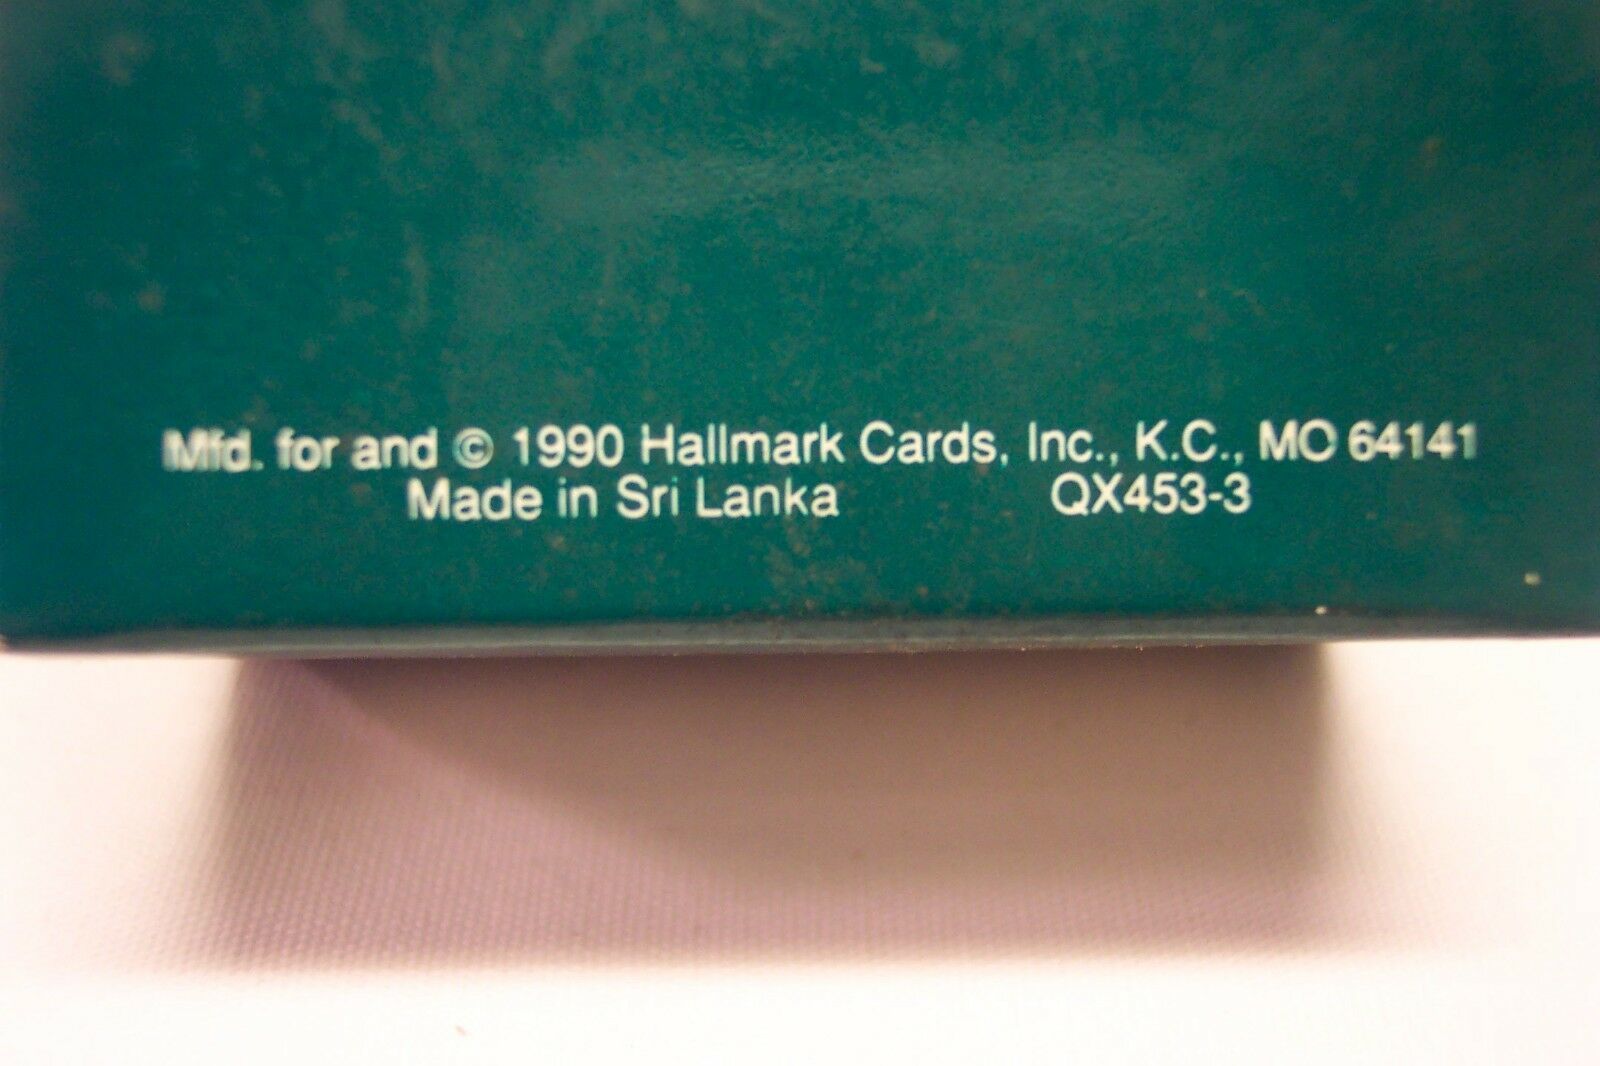 Mfd. for and © 1990 Hallmark Cards, Inc., K.C., MO 64141
Made in Sri Lanka QX453-3